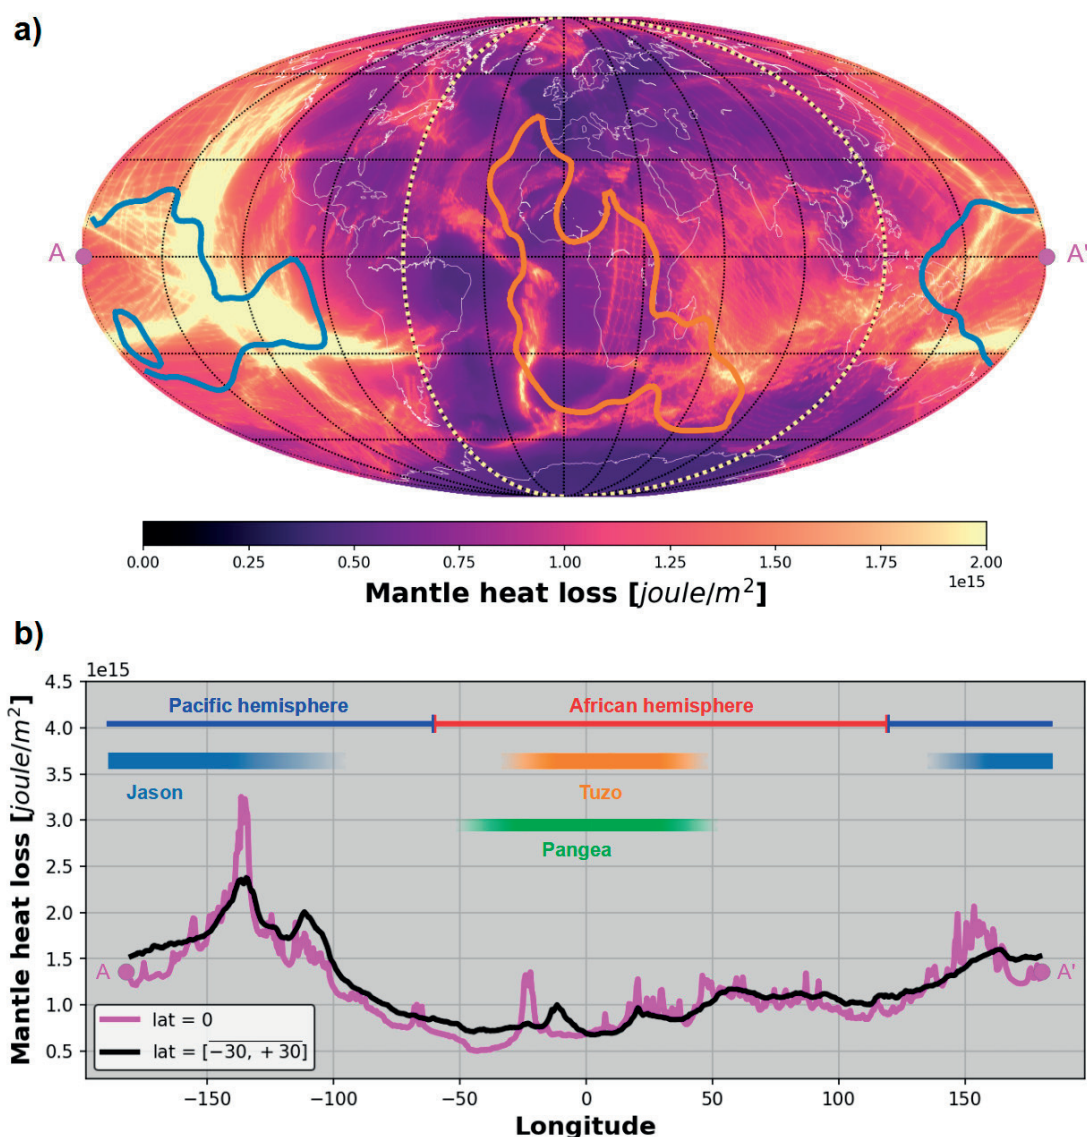 a)
A
A'
0.00 0.25 0.50 0.75 1.00 1.25 1.50 1.75 2.00
1e15
Mantle heat loss [joule/m²]
b)
1e15
4.5
4.0
3.5
3.0
2.5
2.0
1.5
1.0
0.5
Mantle heat loss [joule/m²]
Pacific hemisphere
African hemisphere
Jason
Tuzo
Pangea
A
A'
lat = 0
lat = [−30, +30]
−150 −100 −50 0 50 100 150
Longitude